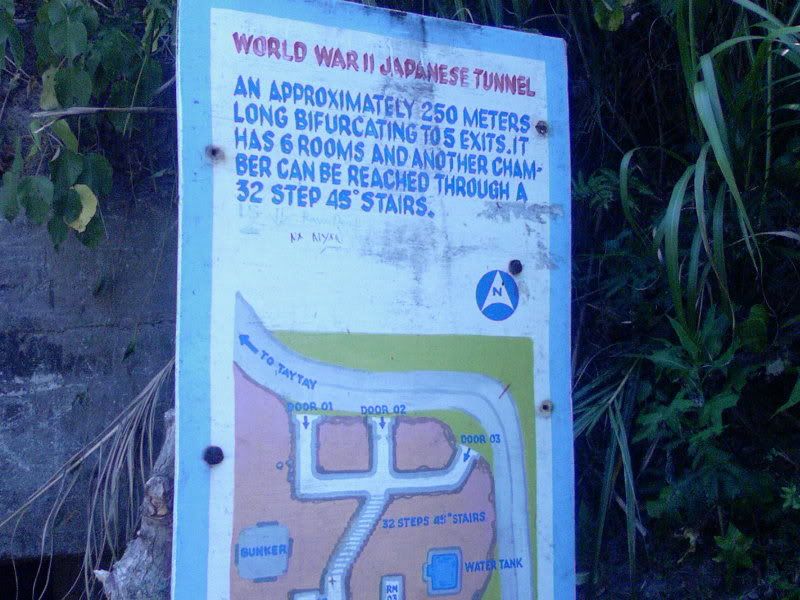 WORLD WAR II JAPANESE TUNNEL
AN APPROXIMATELY 250 METERS
LONG BIFURCATING TO 5 EXITS. IT
HAS 6 ROOMS AND ANOTHER CHAM-
BER CAN BE REACHED THROUGH A
32 STEP 45° STAIRS.
N
TO TAYTAY
DOOR 01
DOOR 02
DOOR 03
32 STEPS 45° STAIRS
BUNKER
WATER TANK
RM
03